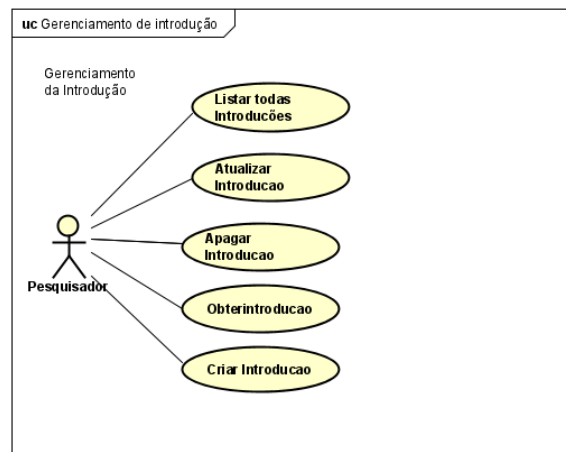 uc Gerenciamento de introdução
Gerenciamento
da Introdução
Listar todas
Introducões
Atualizar
Introducao
Apagar
Introducao
Pesquisador
Obterintroducao
Criar Introducao